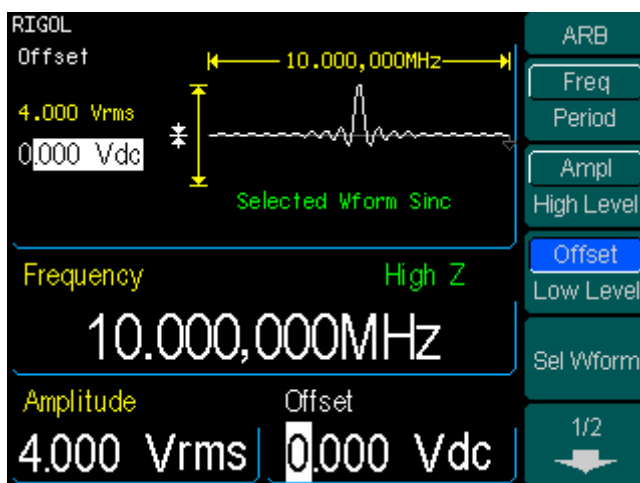 RIGOL
Offset
10.000,000MHz
4.000 Vrms
0.000 Vdc
Selected Wform Sinc
Frequency
High Z
10.000,000MHz
Amplitude
Offset
4.000 Vrms
0.000 Vdc
ARB
Freq
Period
Ampl
High Level
Offset
Low Level
Sel Wform
1/2